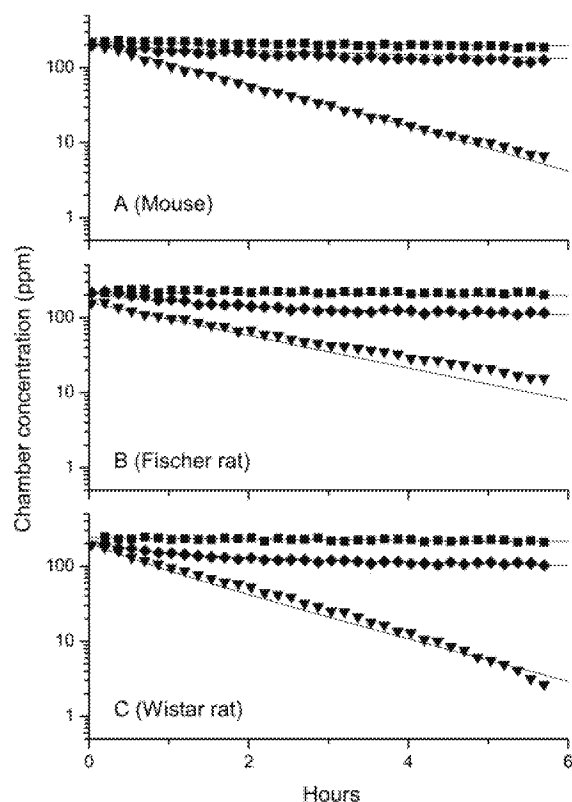 100
10
1
A (Mouse)
Chamber concentration (ppm)
100
10
1
B (Fischer rat)
100
10
1
C (Wistar rat)
0 2 4 6
Hours